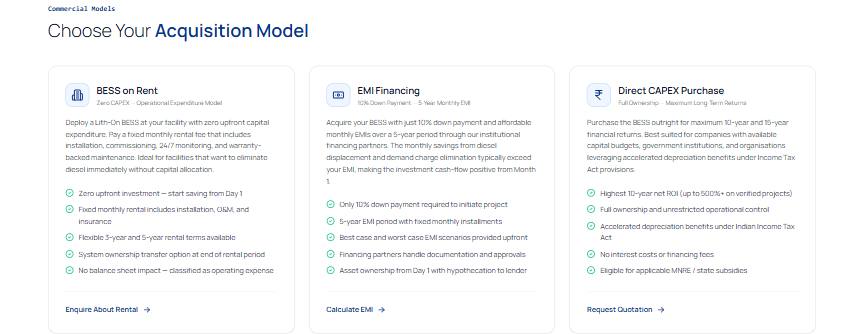 Commercial Models
Choose Your Acquisition Model
BESS on Rent
Zero CAPEX · Operational Expenditure Model
Deploy a Lith-On BESS at your facility with zero upfront capital
expenditure. Pay a fixed monthly rental fee that includes
installation, commissioning, 24/7 monitoring, and warranty-
backed maintenance. Ideal for facilities that want to eliminate
diesel immediately without capital allocation.
Zero upfront investment — start saving from Day 1
Fixed monthly rental includes installation, O&M, and
insurance
Flexible 3-year and 5-year rental terms available
System ownership transfer option at end of rental period
No balance sheet impact — classified as operating expense
Enquire About Rental →
EMI Financing
10% Down Payment · 5-Year Monthly EMI
Acquire your BESS with just 10% down payment and affordable
monthly EMIs over a 5-year period through our institutional
financing partners. The monthly savings from diesel
displacement and demand charge elimination typically exceed
your EMI, making the investment cash-flow positive from Month
1.
Only 10% down payment required to initiate project
5-year EMI period with fixed monthly installments
Best case and worst case EMI scenarios provided upfront
Financing partners handle documentation and approvals
Asset ownership from Day 1 with hypothecation to lender
Calculate EMI →
Direct CAPEX Purchase
Full Ownership · Maximum Long-Term Returns
Purchase the BESS outright for maximum 10-year and 15-year
financial returns. Best suited for companies with available
capital budgets, government institutions, and organisations
leveraging accelerated depreciation benefits under Income Tax
Act provisions.
Highest 10-year net ROI (up to 500%+ on verified projects)
Full ownership and unrestricted operational control
Accelerated depreciation benefits under Indian Income Tax
Act
No interest costs or financing fees
Eligible for applicable MNRE / state subsidies
Request Quotation →